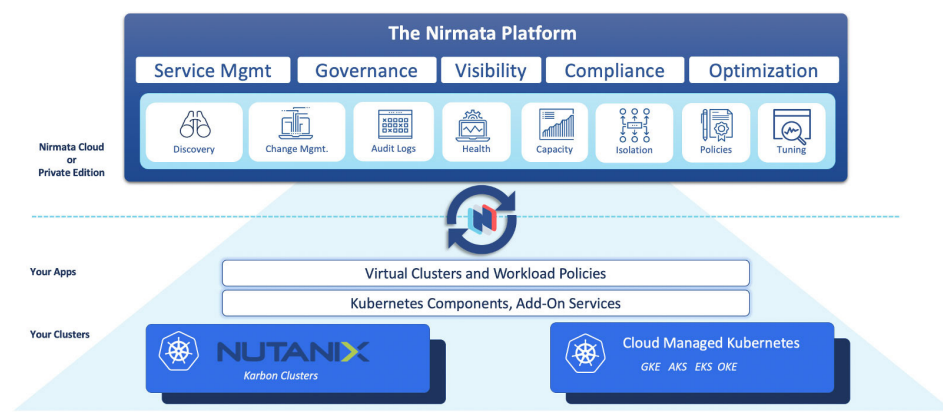 The Nirmata Platform
Service Mgmt
Governance
Visibility
Compliance
Optimization
Discovery
Change Mgmt.
Audit Logs
Health
Capacity
Isolation
Policies
Tuning
Nirmata Cloud
or
Private Edition
N
Your Apps
Virtual Clusters and Workload Policies
Kubernetes Components, Add-On Services
Your Clusters
NUTANIX
Karbon Clusters
Cloud Managed Kubernetes
GKE AKS EKS OKE